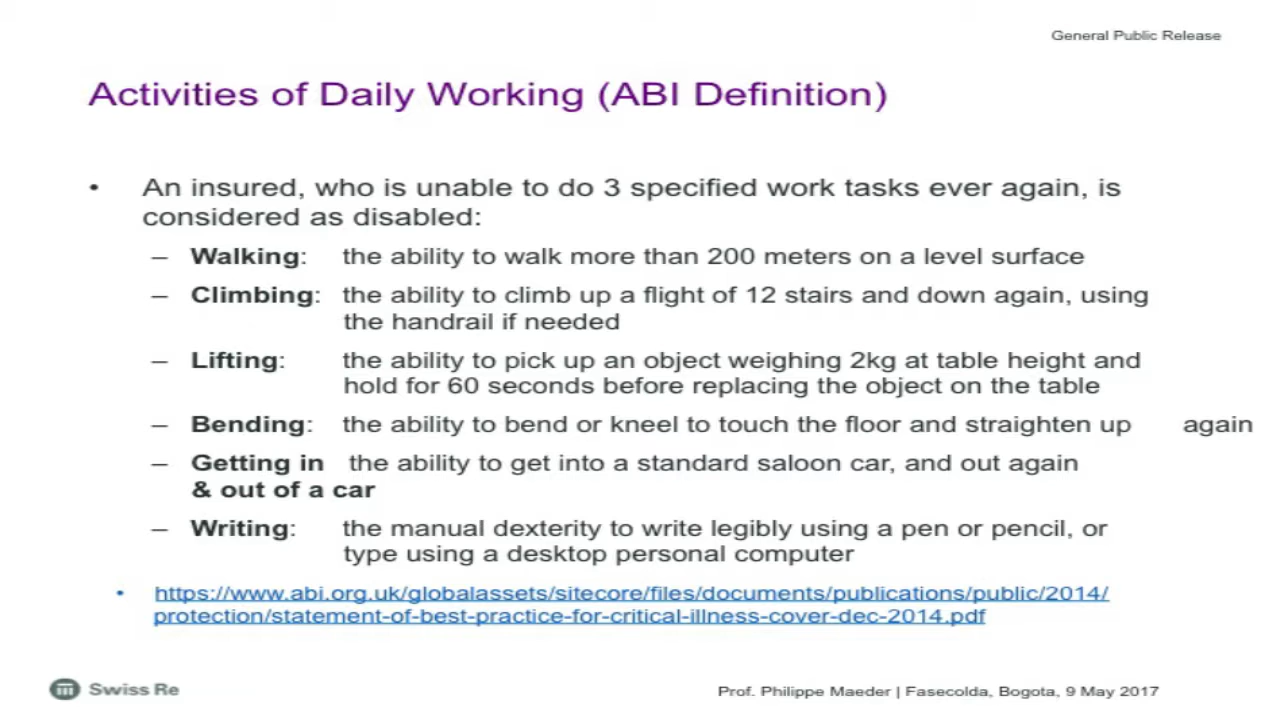 General Public Release
Activities of Daily Working (ABI Definition)
• An insured, who is unable to do 3 specified work tasks ever again, is
considered as disabled:
– Walking: the ability to walk more than 200 meters on a level surface
– Climbing: the ability to climb up a flight of 12 stairs and down again, using
the handrail if needed
– Lifting: the ability to pick up an object weighing 2kg at table height and
hold for 60 seconds before replacing the object on the table
– Bending: the ability to bend or kneel to touch the floor and straighten up again
– Getting in the ability to get into a standard saloon car, and out again
& out of a car
– Writing: the manual dexterity to write legibly using a pen or pencil, or
type using a desktop personal computer
• https://www.abi.org.uk/globalassets/sitecore/files/documents/publications/public/2014/
protection/statement-of-best-practice-for-critical-illness-cover-dec-2014.pdf
Swiss Re
Prof. Philippe Maeder | Fasecolda, Bogota, 9 May 2017